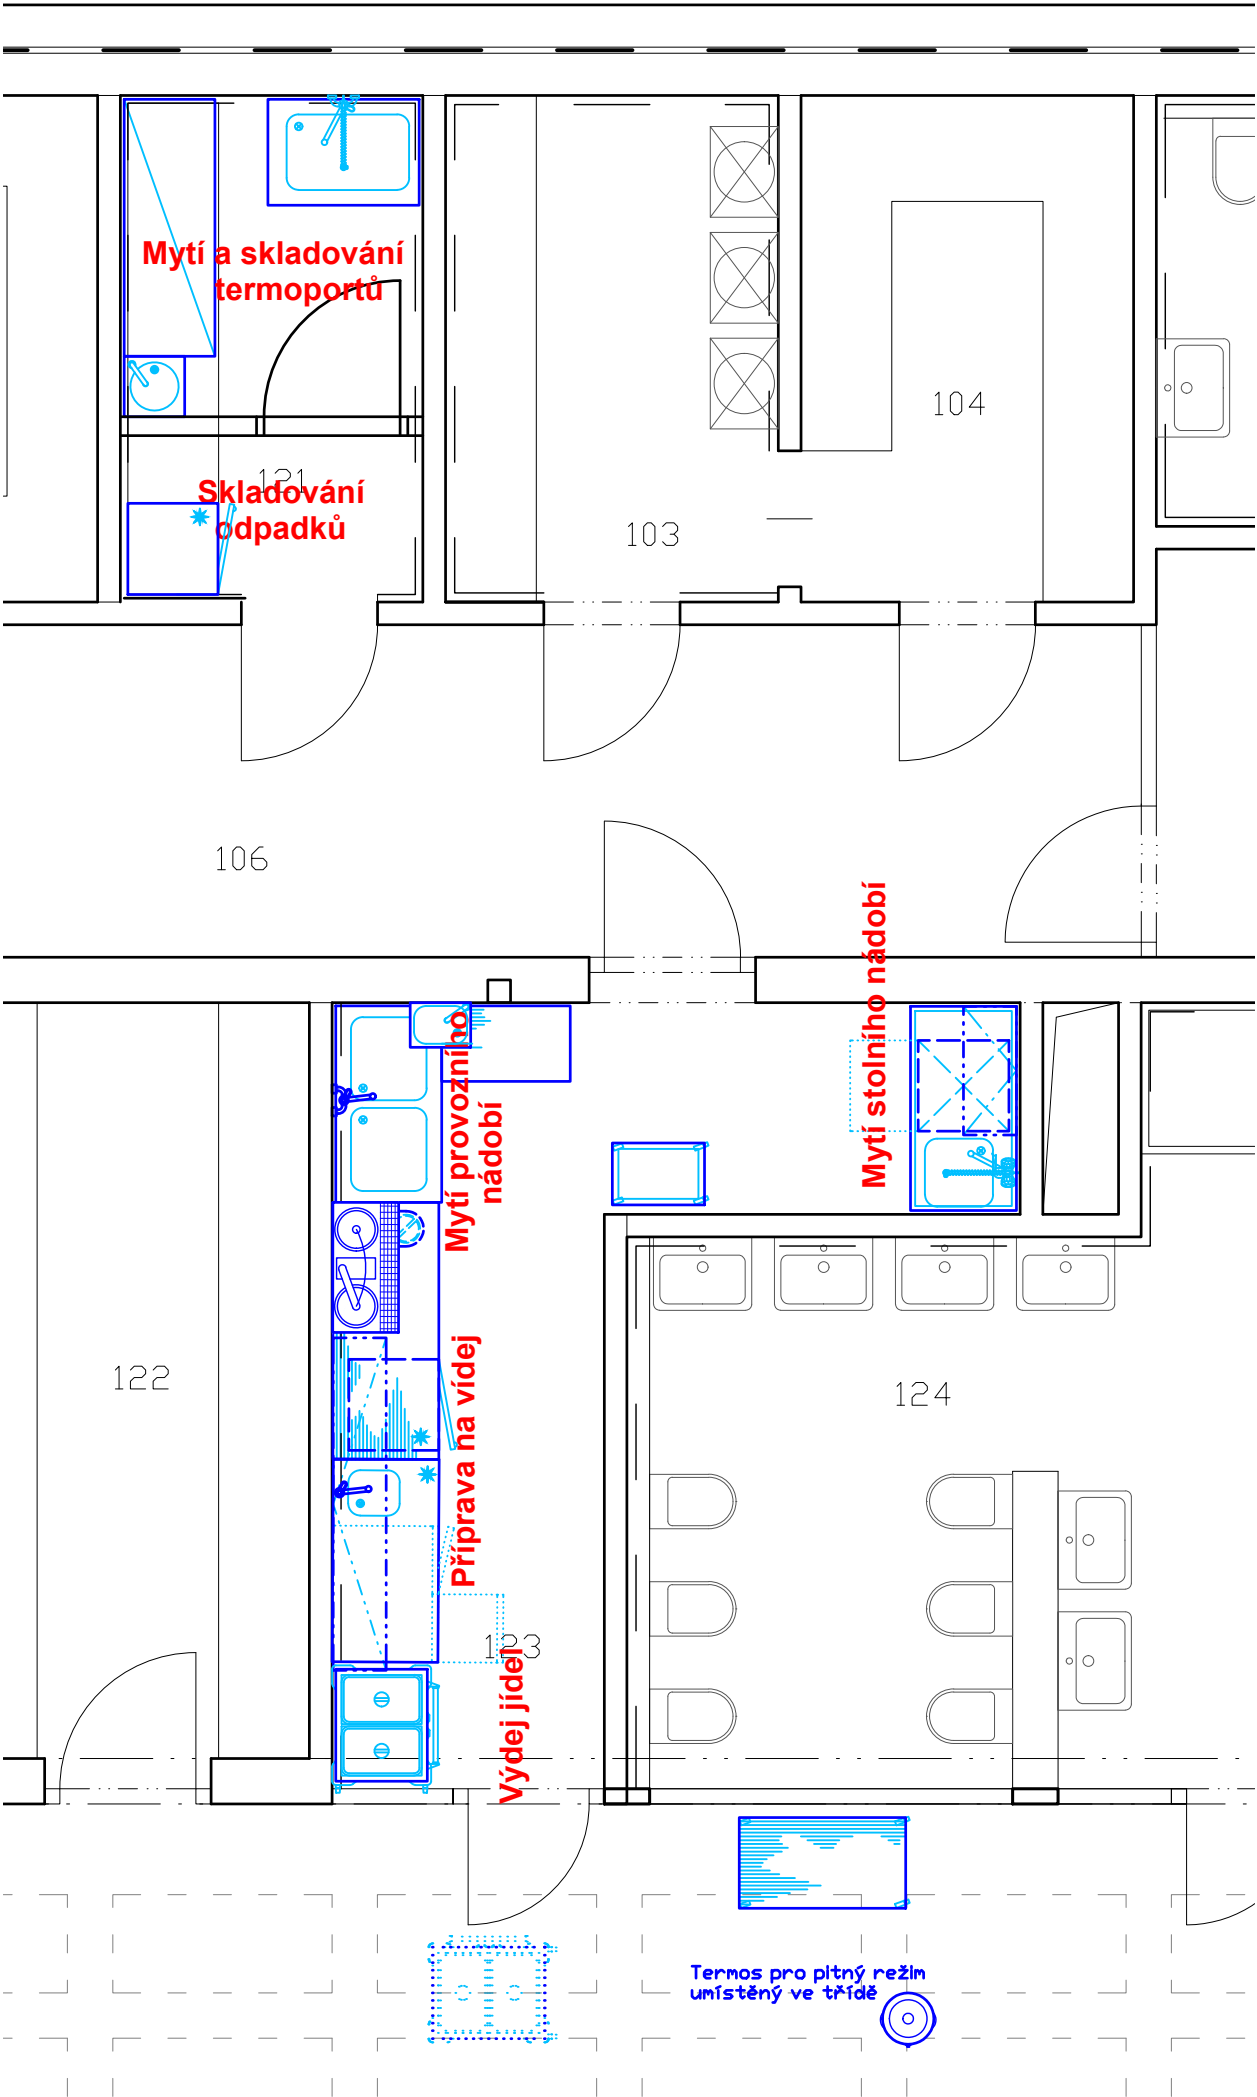 Mytí a skladování
termoportů
104
121
Skladování
odpadků
103
106
Mytí stolního nádobí
Mytí provozního
nádobí
122
Příprava na vídej
124
123
Výdej jídel
Termos pro pitný režim
umístěný ve třídě